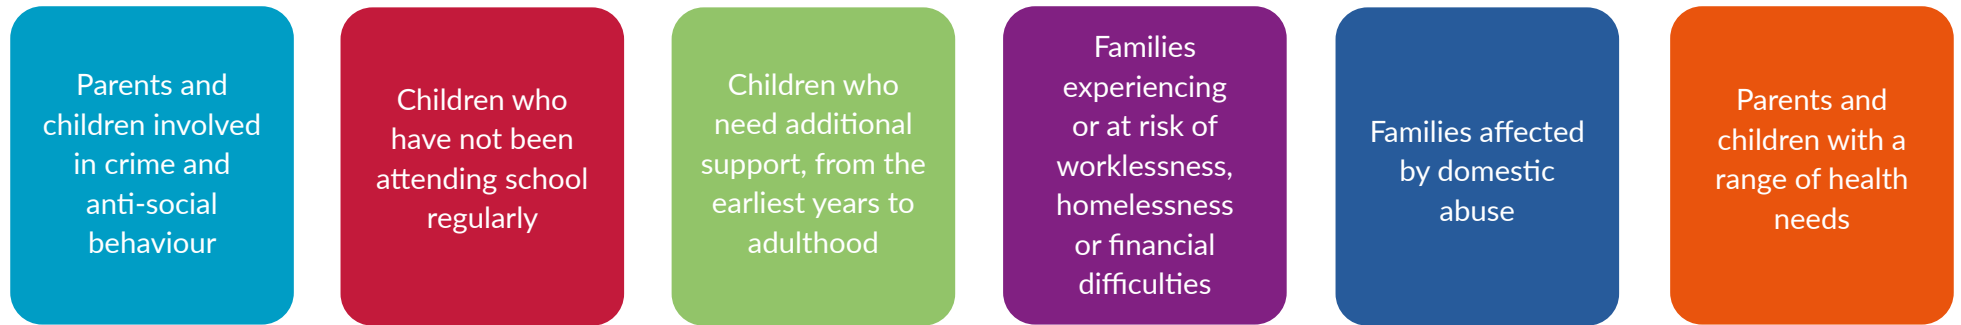 Parents and
children involved
in crime and
anti-social
behaviour
Children who
have not been
attending school
regularly
Children who
need additional
support, from the
earliest years to
adulthood
Families
experiencing
or at risk of
worklessness,
homelessness
or financial
difficulties
Families affected
by domestic
abuse
Parents and
children with a
range of health
needs